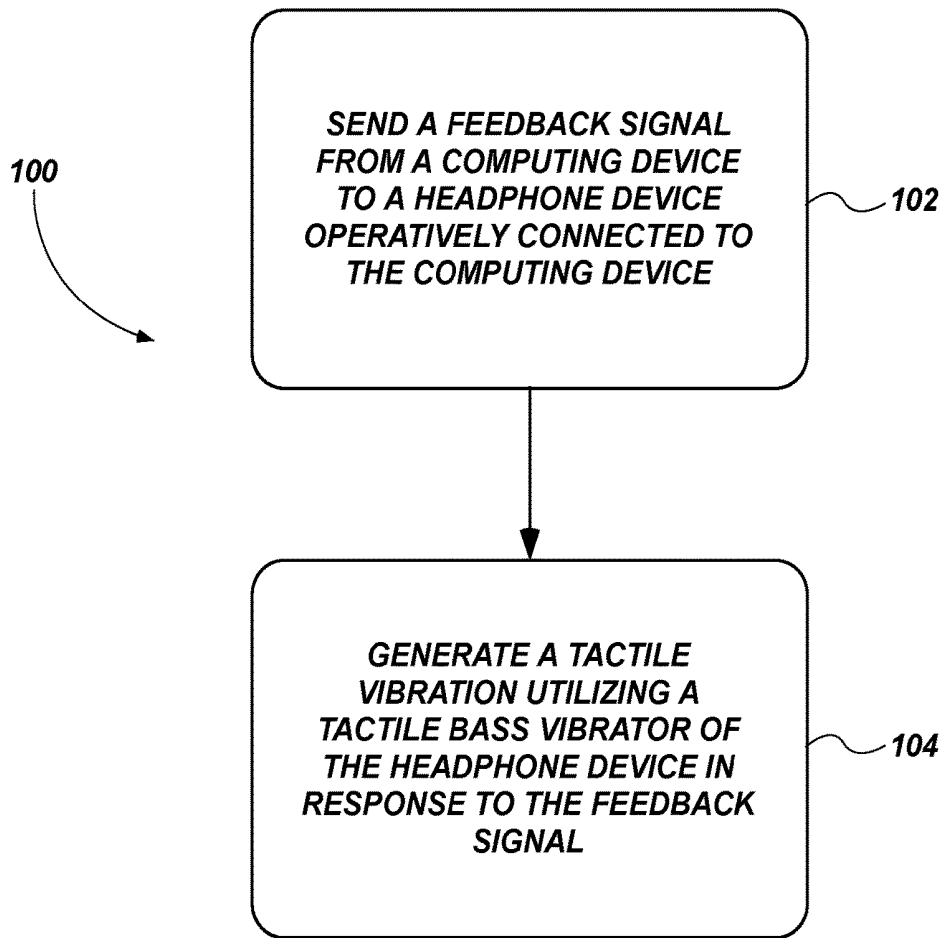 100
SEND A FEEDBACK SIGNAL
FROM A COMPUTING DEVICE
TO A HEADPHONE DEVICE
OPERATIVELY CONNECTED TO
THE COMPUTING DEVICE
102
GENERATE A TACTILE
VIBRATION UTILIZING A
TACTILE BASS VIBRATOR OF
THE HEADPHONE DEVICE IN
RESPONSE TO THE FEEDBACK
SIGNAL
104